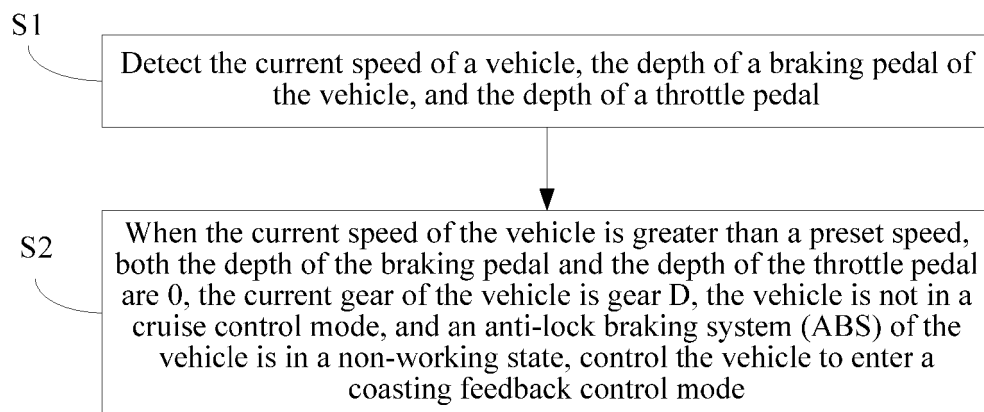 S1
Detect the current speed of a vehicle, the depth of a braking pedal of
the vehicle, and the depth of a throttle pedal
S2
When the current speed of the vehicle is greater than a preset speed,
both the depth of the braking pedal and the depth of the throttle pedal
are 0, the current gear of the vehicle is gear D, the vehicle is not in a
cruise control mode, and an anti-lock braking system (ABS) of the
vehicle is in a non-working state, control the vehicle to enter a
coasting feedback control mode